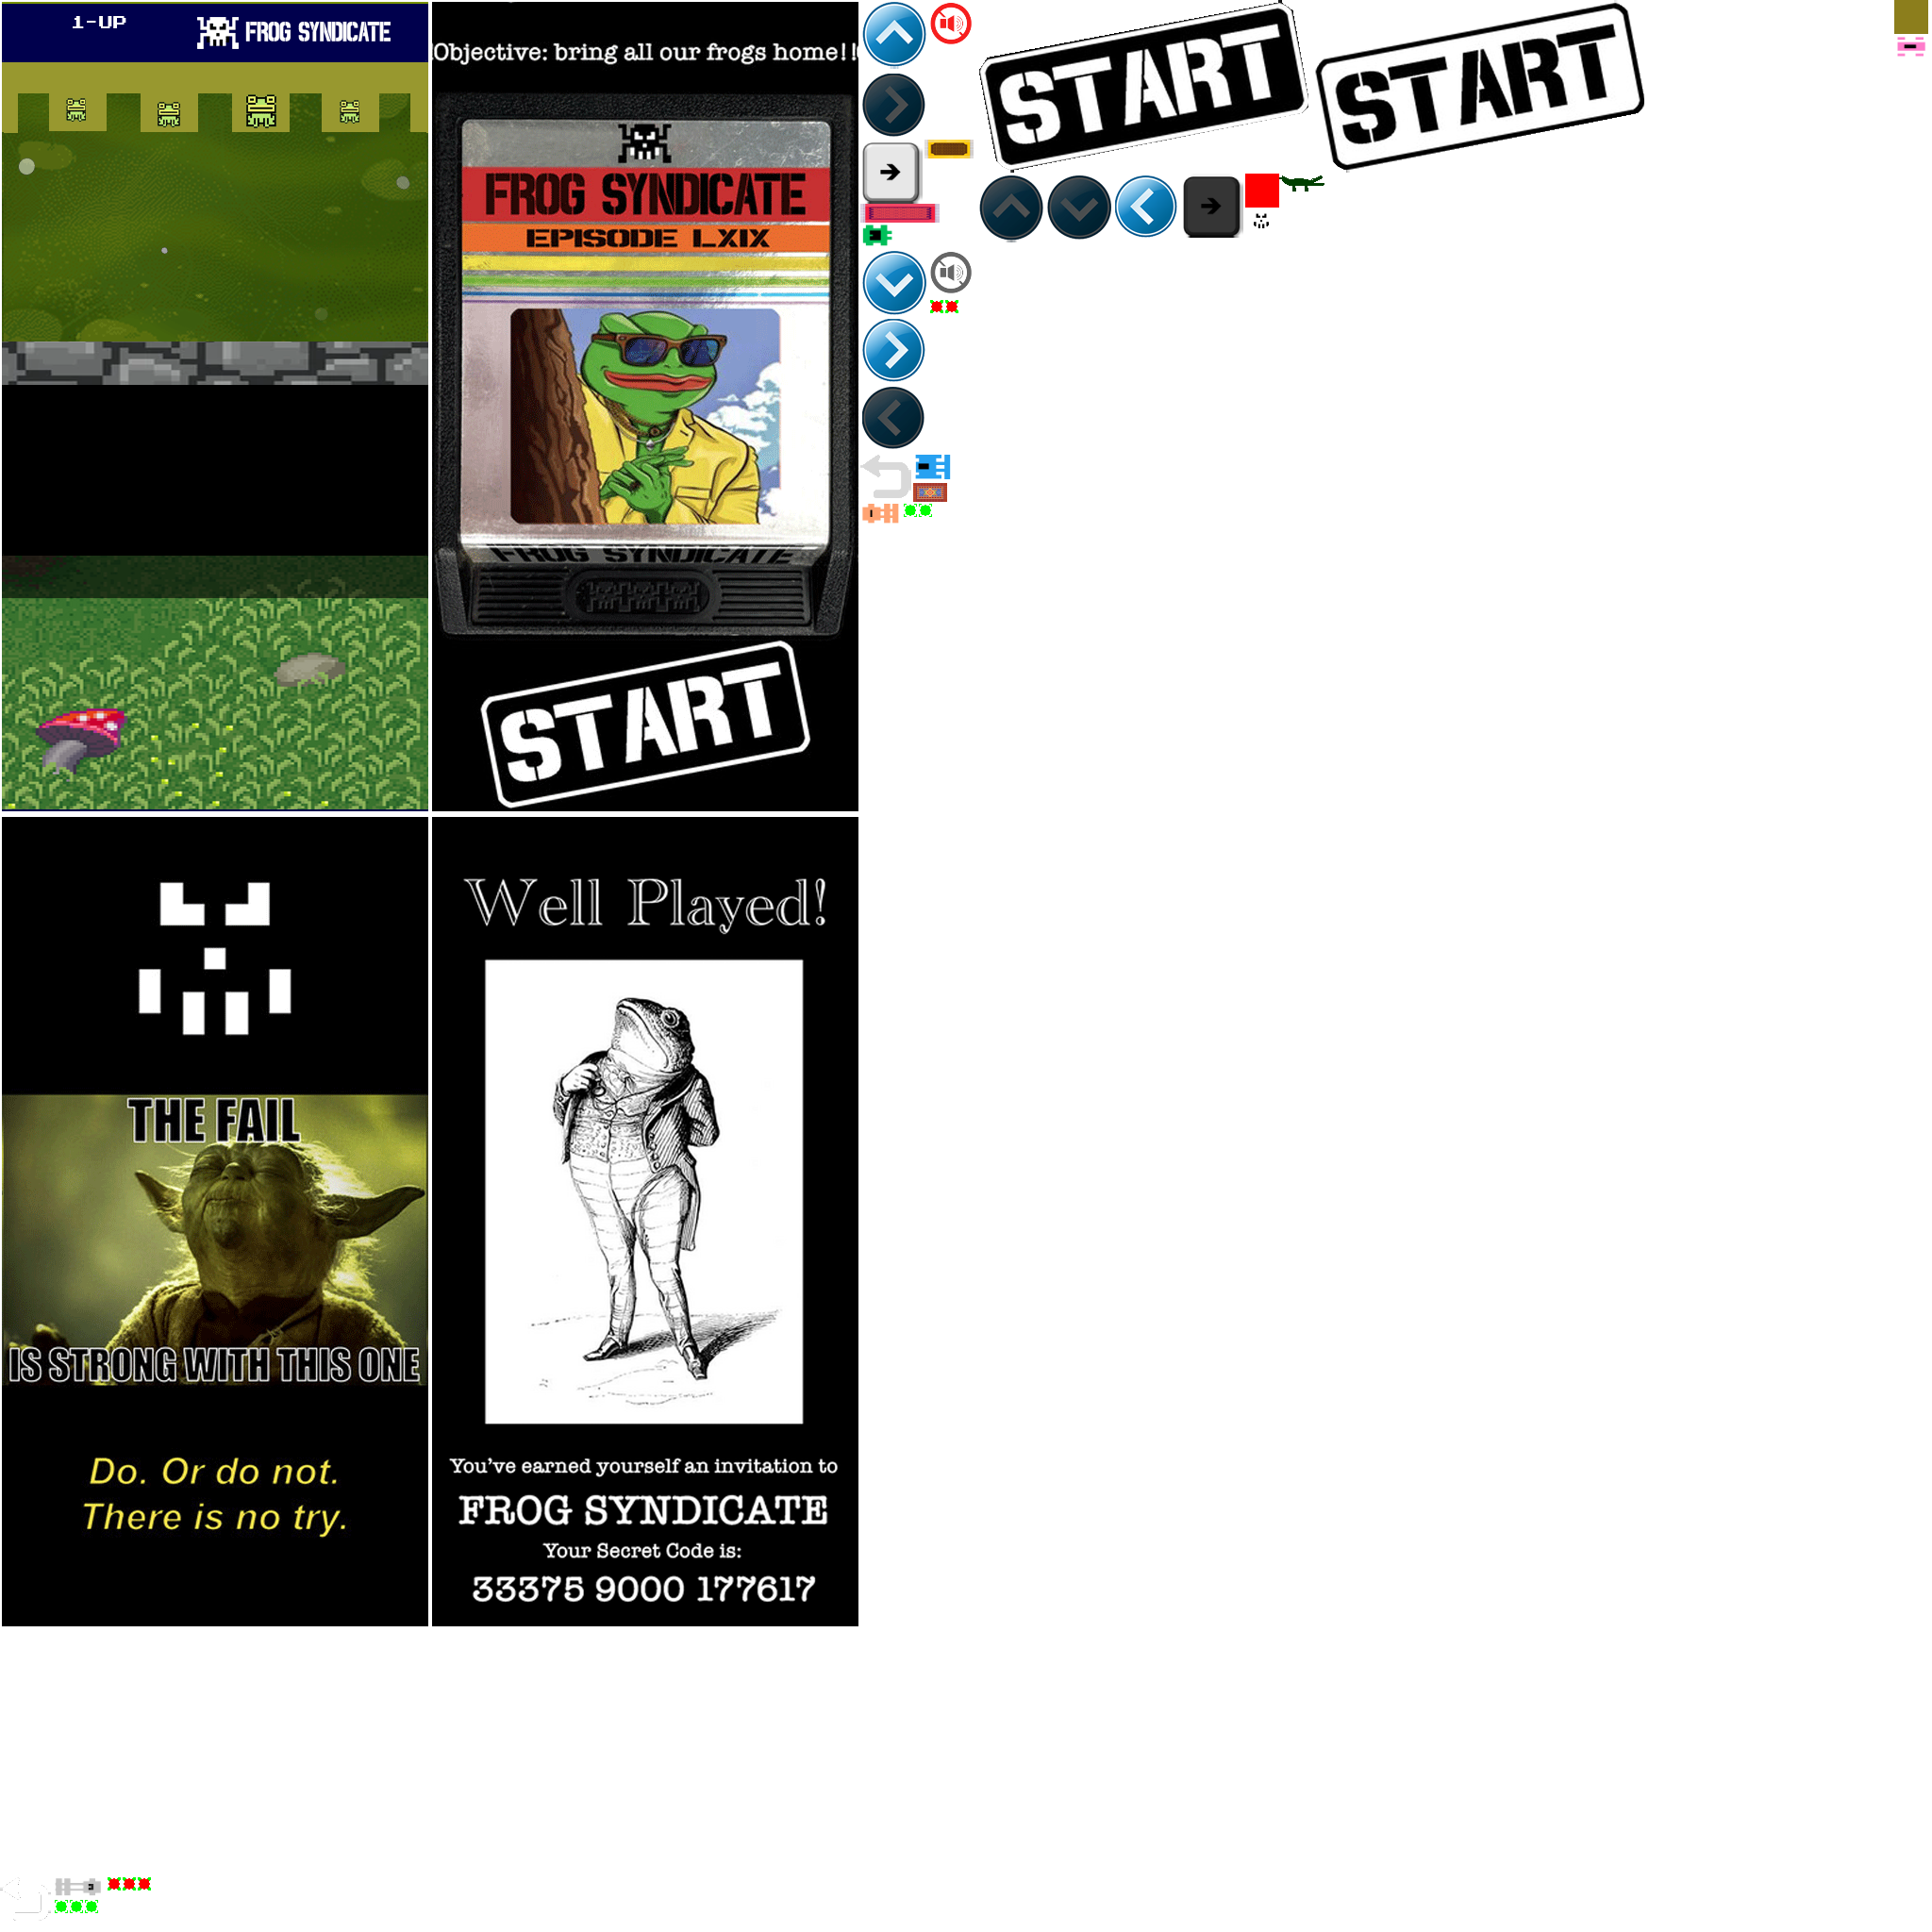 1-UP
FROG SYNDICATE
!Objective: bring all our frogs home!!
FROG SYNDICATE
EPISODE LXIX
FROG SYNDICATE
START
START
START
THE FAIL
IS STRONG WITH THIS ONE
Do. Or do not.
There is no try.
Well Played!
You've earned yourself an invitation to
FROG SYNDICATE
Your Secret Code is:
33375 9000 177617